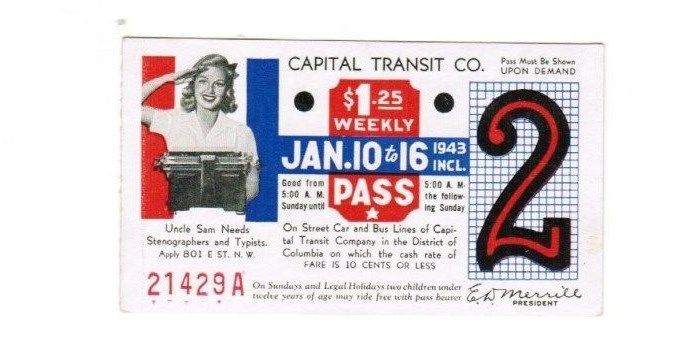 CAPITAL TRANSIT CO.
Pass Must Be Shown
UPON DEMAND
$1.25
WEEKLY
JAN.10 to 16 1943
INCL.
Good from
5:00 A. M.
Sunday until
PASS
5:00 A. M.
the follow-
ing Sunday
2
Uncle Sam Needs
Stenographers and Typists.
Apply 801 E ST. N. W.
On Street Car and Bus Lines of Capi-
tal Transit Company in the District of
Columbia on which the cash rate of
FARE IS 10 CENTS OR LESS
21429A
On Sundays and Legal Holidays two children under
twelve years of age may ride free with pass bearer
E. D. Merrill
PRESIDENT